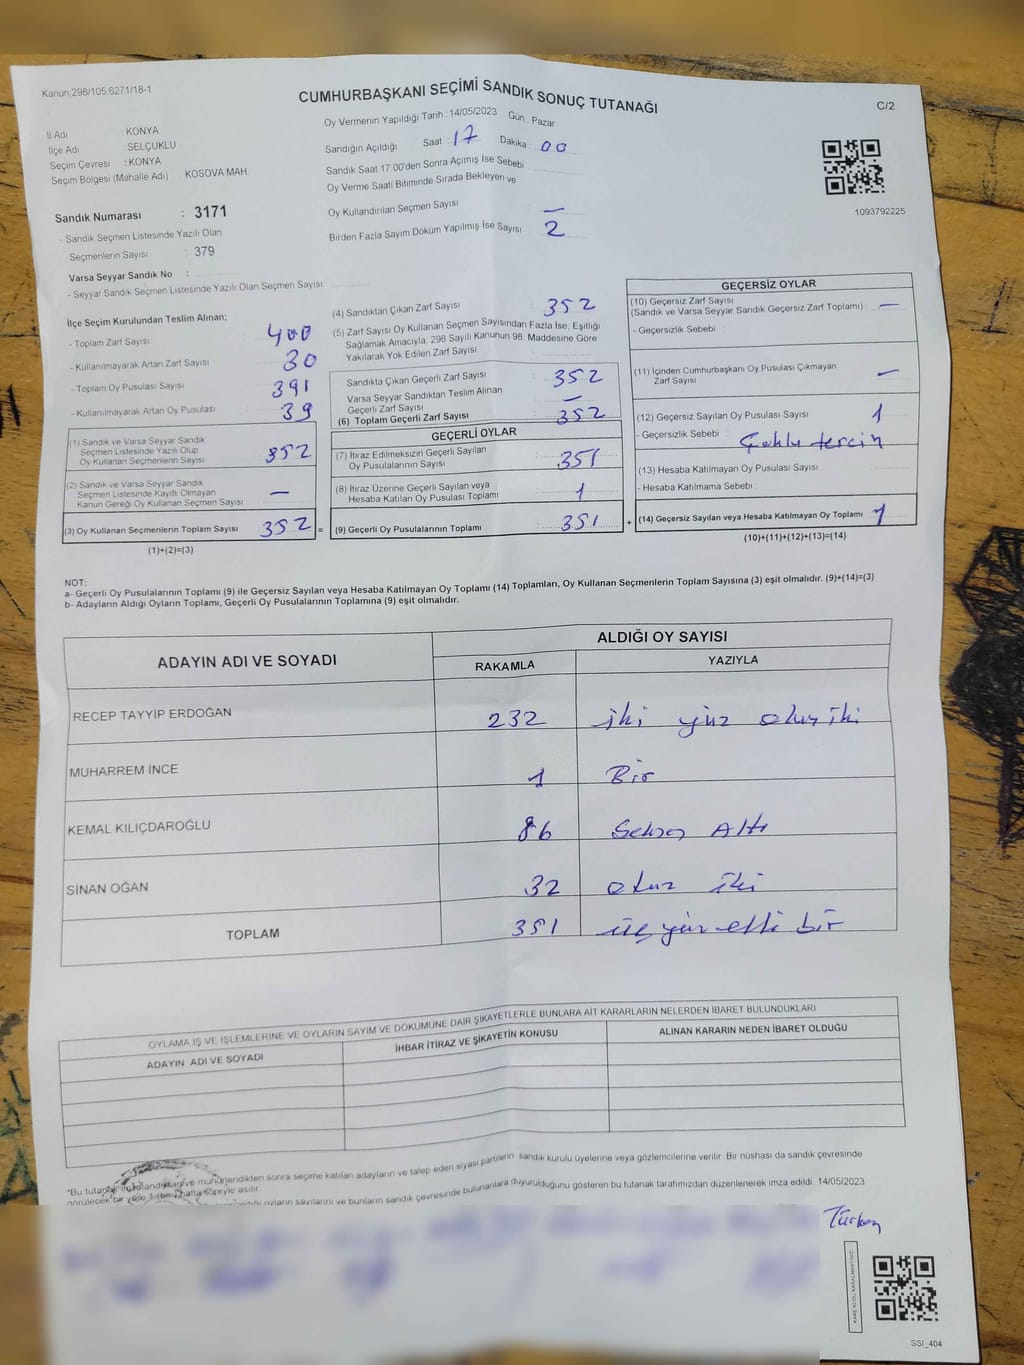 Kanun 298/105;6271/18-1
CUMHURBAŞKANI SEÇİMİ SANDIK SONUÇ TUTANAĞI
C/2
İl Adı : KONYA
İlçe Adı : SELÇUKLU
Seçim Çevresi : KONYA
Seçim Bölgesi (Mahalle Adı) KOSOVA MAH
Sandık Numarası : 3171
- Sandık Seçmen Listesinde Yazılı Olan
Seçmenlerin Sayısı : 379
Varsa Seyyar Sandık No :
- Seyyar Sandık Seçmen Listesinde Yazılı Olan Seçmen Sayısı
Oy Vermenin Yapıldığı Tarih : 14/05/2023 Gün : Pazar
Sandığın Açıldığı Saat 17 Dakika 00
Sandık Saat 17.00'den Sonra Açımış İse Sebebi
Oy Verme Saati Bitiminde Sırada Bekleyen ve
Oy Kullandırılan Seçmen Sayısı —
Birden Fazla Sayım Döküm Yapılmış İse Sayısı 2
1093792225
İlçe Seçim Kurulundan Teslim Alınan;
- Toplam Zarf Sayısı 400
- Kullanılmayarak Artan Zarf Sayısı 30
- Toplam Oy Pusulası Sayısı 391
- Kullanılmayarak Artan Oy Pusulası 39
(1) Sandık ve Varsa Seyyar Sandık
Seçmen Listesinde Yazılı Olup
Oy Kullanan Seçmenlerin Sayısı 352
(2) Sandık ve Varsa Seyyar Sandık
Seçmen Listesinde Kayıtlı Olmayan
Kanun Gereği Oy Kullanan Seçmen Sayısı —
(3) Oy Kullanan Seçmenlerin Toplam Sayısı 352 =
(1)+(2)=(3)
(4) Sandıktan Çıkan Zarf Sayısı : 352
(5) Zarf Sayısı Oy Kullanan Seçmen Sayısından Fazla İse, Eşitliği
Sağlamak Amacıyla, 298 Sayılı Kanunun 98. Maddesine Göre
Yakılarak Yok Edilen Zarf Sayısı
Sandıkta Çıkan Geçerli Zarf Sayısı : 352
Varsa Seyyar Sandıktan Teslim Alınan
Geçerli Zarf Sayısı —
(6) Toplam Geçerli Zarf Sayısı : 352
GEÇERLİ OYLAR
(7) İtiraz Edilmeksizin Geçerli Sayılan
Oy Pusulalarının Sayısı : 351
(8) İtiraz Üzerine Geçerli Sayılan veya
Hesaba Katılan Oy Pusulası Toplamı : 1
(9) Geçerli Oy Pusulalarının Toplamı : 351 +
GEÇERSİZ OYLAR
(10) Geçersiz Zarf Sayısı
(Sandık ve Varsa Seyyar Sandık Geçersiz Zarf Toplamı) : —
- Geçersizlik Sebebi :
(11) İçinden Cumhurbaşkanı Oy Pusulası Çıkmayan
Zarf Sayısı —
(12) Geçersiz Sayılan Oy Pusulası Sayısı 1
- Geçersizlik Sebebi : Çoklu tercih
(13) Hesaba Katılmayan Oy Pusulası Sayısı
- Hesaba Katılmama Sebebi :
(14) Geçersiz Sayılan veya Hesaba Katılmayan Oy Toplamı 1
(10)+(11)+(12)+(13)=(14)
NOT:
a- Geçerli Oy Pusulalarının Toplamı (9) ile Geçersiz Sayılan veya Hesaba Katılmayan Oy Toplamı (14) Toplamları, Oy Kullanan Seçmenlerin Toplam Sayısına (3) eşit olmalıdır. (9)+(14)=(3)
b- Adayların Aldığı Oyların Toplamı, Geçerli Oy Pusulalarının Toplamına (9) eşit olmalıdır.
ADAYIN ADI VE SOYADI ALDIĞI OY SAYISI
RAKAMLA YAZIYLA
RECEP TAYYİP ERDOĞAN 232 iki yüz otuz iki
MUHARREM İNCE 1 Bir
KEMAL KILIÇDAROĞLU 86 Seksen Altı
SİNAN OĞAN 32 otuz iki
TOPLAM 351 üç yüz elli bir
OYLAMA İŞ VE İŞLEMLERİNE VE OYLARIN SAYIM VE DÖKÜMÜNE DAİR ŞİKAYETLERLE BUNLARA AİT KARARLARIN NELERDEN İBARET BULUNDUKLARI
ADAYIN ADI VE SOYADI İHBAR İTİRAZ VE ŞİKAYETİN KONUSU ALINAN KARARIN NEDEN İBARET OLDUĞU
sonra seçime katılan adayların ve talep eden siyasi partilerin sandık kurulu üyelerine veya gözlemcilerine verilir. Bir nüshası da sandık çevresinde
oyların sayılarını ve bunların sandık çevresinde bulunanlara duyurulduğunu gösteren bu tutanak tarafımızdan düzenlenerek imza edildi. 14/05/2023
SSI_404